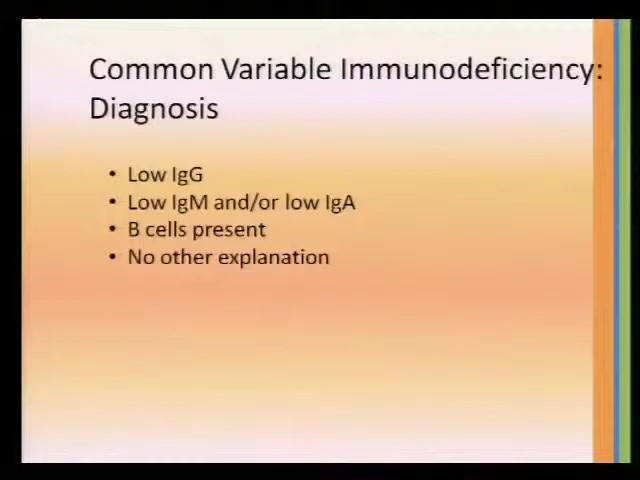 Common Variable Immunodeficiency:
Diagnosis
• Low IgG
• Low IgM and/or low IgA
• B cells present
• No other explanation